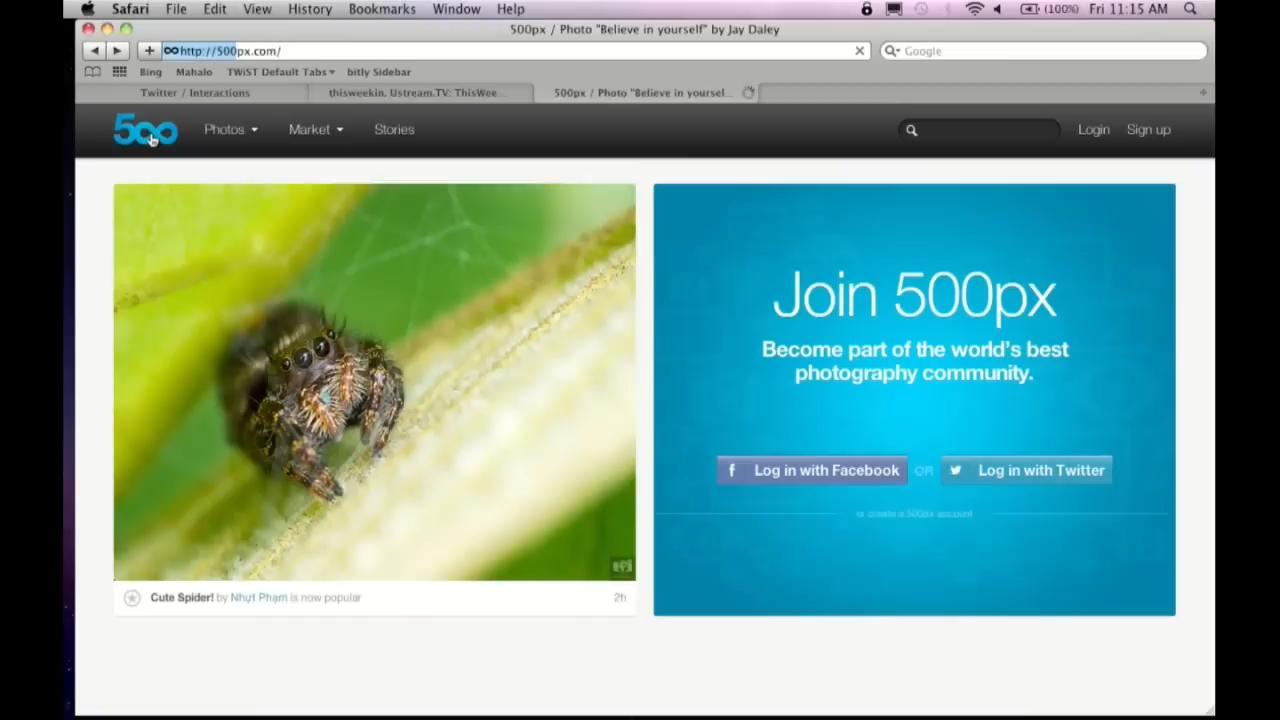 Safari File Edit View History Bookmarks Window Help (100%) Fri 11:15 AM
500px / Photo "Believe in yourself" by Jay Daley
http://500px.com/ Google
Bing Mahalo TWiST Default Tabs bitly Sidebar
Twitter / Interactions thisweekin, Ustream.TV: ThisWee... 500px / Photo "Believe in yoursel...
500 Photos Market Stories Login Sign up
Join 500px
Become part of the world's best
photography community.
f Log in with Facebook OR Log in with Twitter
or create a 500px account
Cute Spider! by Nhựt Phạm is now popular 2h